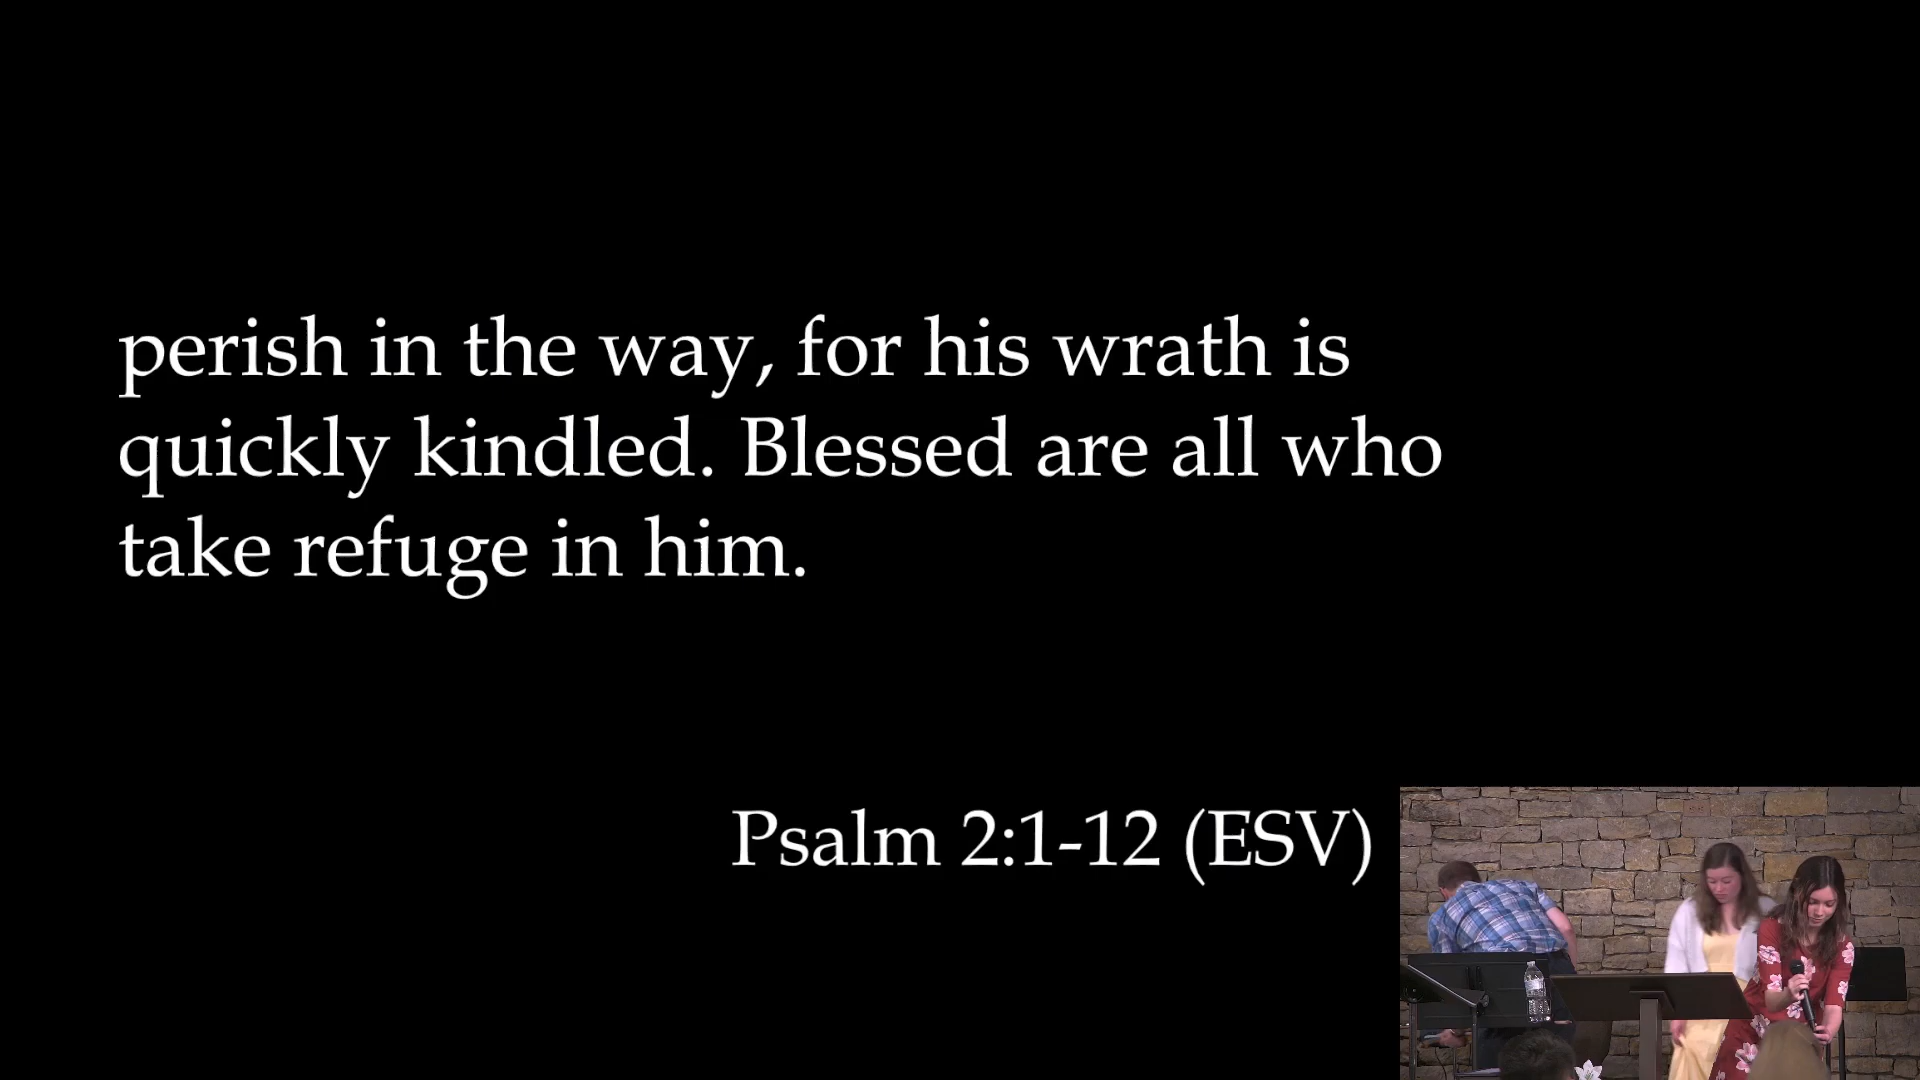 perish in the way, for his wrath is
quickly kindled. Blessed are all who
take refuge in him.
Psalm 2:1-12 (ESV)